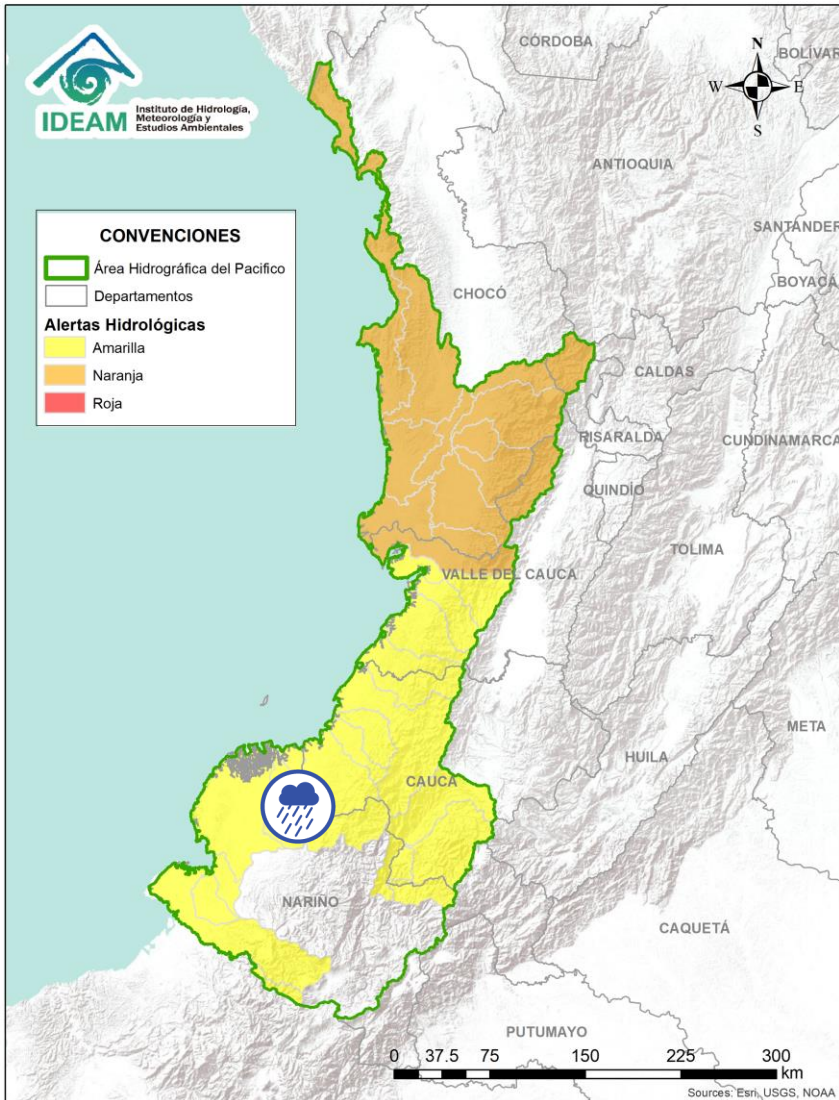 IDEAM
Instituto de Hidrología,
Meteorología y
Estudios Ambientales
N
W
E
S
CONVENCIONES
Área Hidrográfica del Pacifico
Departamentos
Alertas Hidrológicas
Amarilla
Naranja
Roja
CÓRDOBA
BOLÍVAR
ANTIOQUIA
SANTANDER
BOYACÁ
CHOCÓ
CALDAS
RISARALDA
CUNDINAMARCA
QUINDÍO
TOLIMA
VALLE DEL CAUCA
META
HUILA
CAUCA
NARIÑO
CAQUETÁ
PUTUMAYO
0 37.5 75 150 225 300
km
Sources: Esri, USGS, NOAA